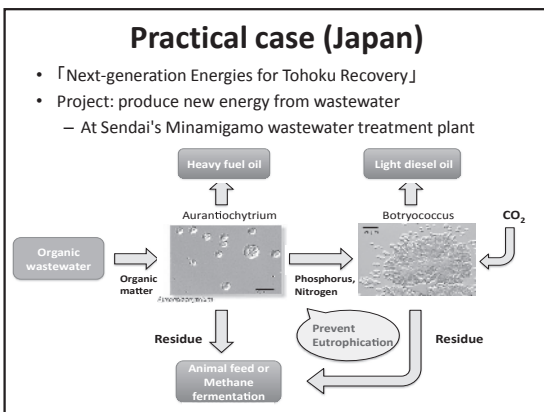 Practical case (Japan)
• 「Next-generation Energies for Tohoku Recovery」
• Project: produce new energy from wastewater
– At Sendai's Minamigamo wastewater treatment plant
Heavy fuel oil
Light diesel oil
Aurantiochytrium
Botryococcus
CO₂
Organic
wastewater
Organic
matter
Phosphorus,
Nitrogen
Residue
Prevent
Eutrophication
Residue
Animal feed or
Methane
fermentation